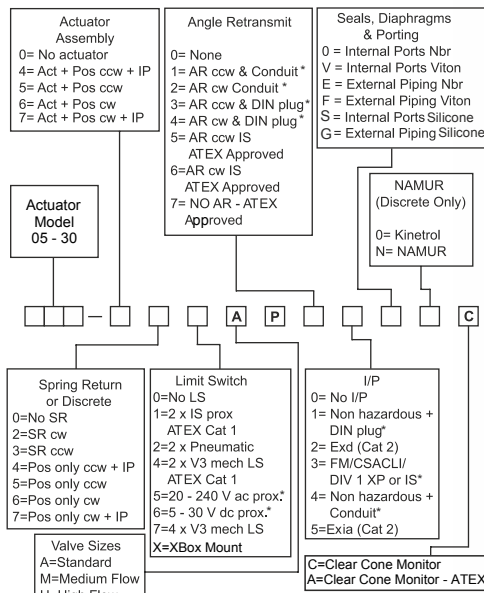 Actuator
Assembly
0= No actuator
4= Act + Pos ccw + IP
5= Act + Pos ccw
6= Act + Pos cw
7= Act + Pos cw + IP
Angle Retransmit
0= None
1= AR ccw & Conduit*
2= AR cw Conduit*
3= AR ccw & DIN plug*
4= AR cw & DIN plug*
5= AR ccw IS
ATEX Approved
6=AR cw IS
ATEX Approved
7= NO AR - ATEX
Approved
Seals, Diaphragms
& Porting
0 = Internal Ports Nbr
V = Internal Ports Viton
E = External Piping Nbr
F = External Piping Viton
S = Internal Ports Silicone
G = External Piping Silicone
NAMUR
(Discrete Only)
0= Kinetrol
N= NAMUR
Actuator
Model
05 - 30
— A P C
Spring Return
or Discrete
0=No SR
2=SR cw
3=SR ccw
4=Pos only ccw + IP
5=Pos only ccw
6=Pos only cw
7=Pos only cw + IP
Limit Switch
0=No LS
1=2 x IS prox
ATEX Cat 1
2=2 x Pneumatic
4=2 x V3 mech LS
ATEX Cat 1
5=20 - 240 V ac prox.*
6=5 - 30 V dc prox.*
7=4 x V3 mech LS
X=XBox Mount
I/P
0= No I/P
1= Non hazardous +
DIN plug*
2= Exd (Cat 2)
3= FM/CSACLI/
DIV 1 XP or IS*
4= Non hazardous +
Conduit*
5=Exia (Cat 2)
Valve Sizes
A=Standard
M=Medium Flow
C=Clear Cone Monitor
A=Clear Cone Monitor - ATEX